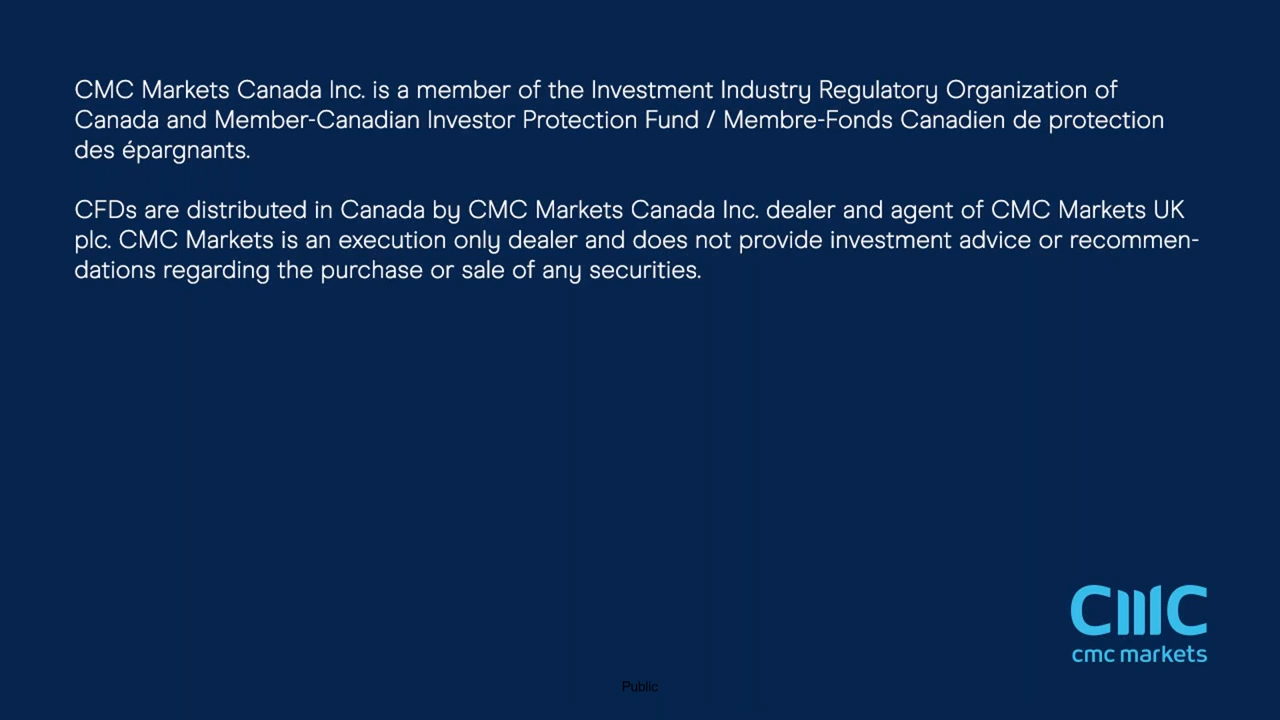 CMC Markets Canada Inc. is a member of the Investment Industry Regulatory Organization of
Canada and Member-Canadian Investor Protection Fund / Membre-Fonds Canadien de protection
des épargnants.
CFDs are distributed in Canada by CMC Markets Canada Inc. dealer and agent of CMC Markets UK
plc. CMC Markets is an execution only dealer and does not provide investment advice or recommen-
dations regarding the purchase or sale of any securities.
CMC
cmc markets
Public